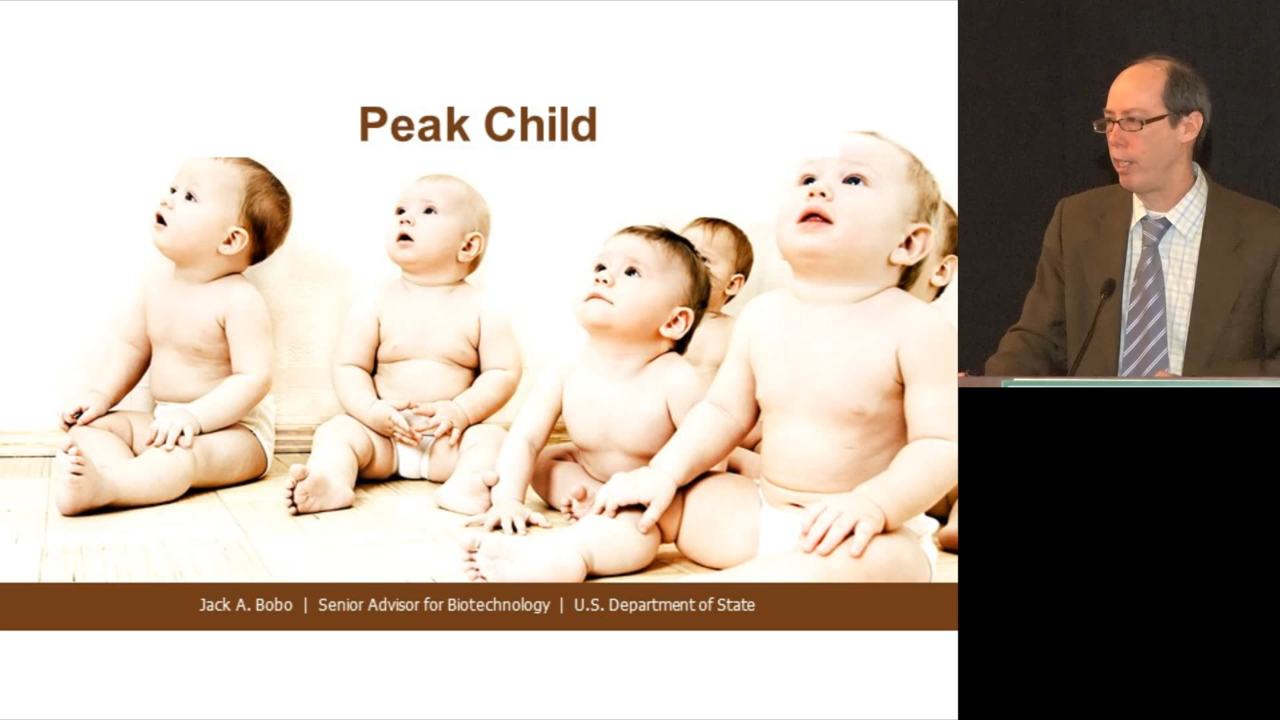 Peak Child
Jack A. Bobo | Senior Advisor for Biotechnology | U.S. Department of State